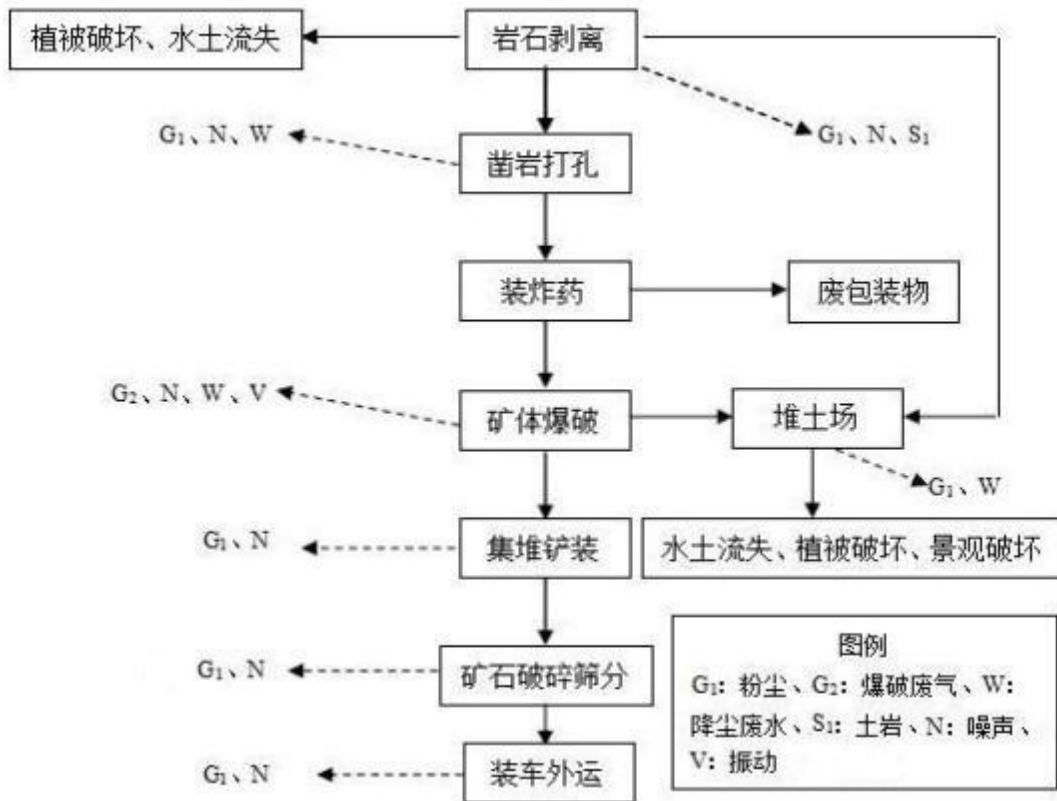 植被破坏、水土流失
岩石剥离
G₁、N、W
G₁、N、S₁
凿岩打孔
装炸药
废包装物
G₂、N、W、V
矿体爆破
堆土场
G₁、W
G₁、N
集堆铲装
水土流失、植被破坏、景观破坏
G₁、N
矿石破碎筛分
图例
G₁：粉尘、G₂：爆破废气、W：
降尘废水、S₁：土岩、N：噪声、
V：振动
G₁、N
装车外运